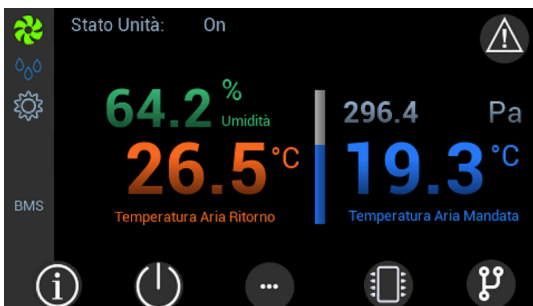 Stato Unità: On
64.2 % Umidità
296.4 Pa
26.5 °C
19.3 °C
Temperatura Aria Ritorno
Temperatura Aria Mandata
BMS